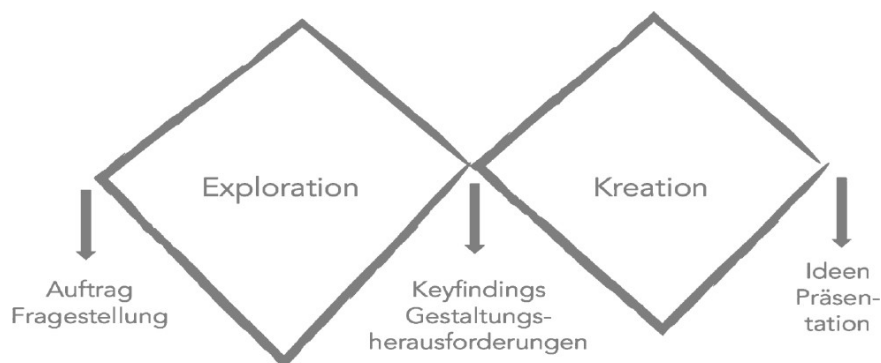 Exploration
Kreation
Auftrag
Fragestellung
Keyfindings
Gestaltungs-
herausforderungen
Ideen
Präsen-
tation